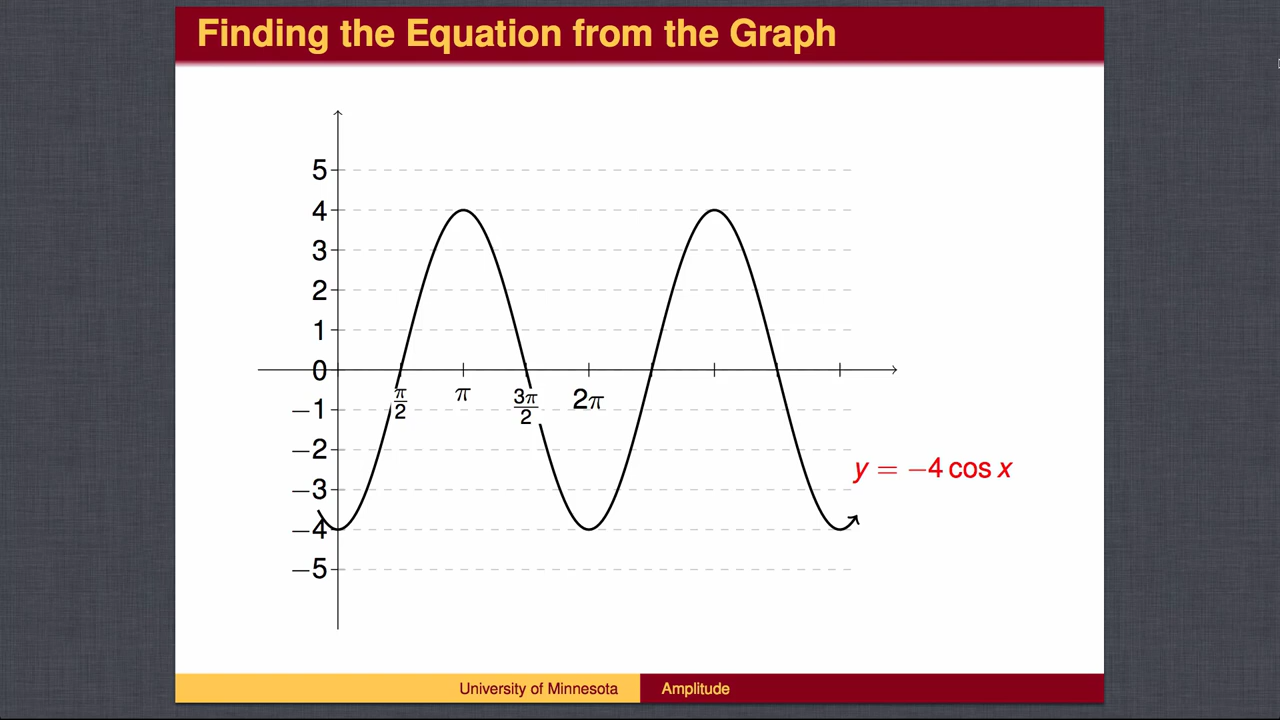 Finding the Equation from the Graph
5
4
3
2
1
0
π/2 π 3π/2 2π
−1
−2
y = −4 cos x
−3
−4
−5
University of Minnesota Amplitude